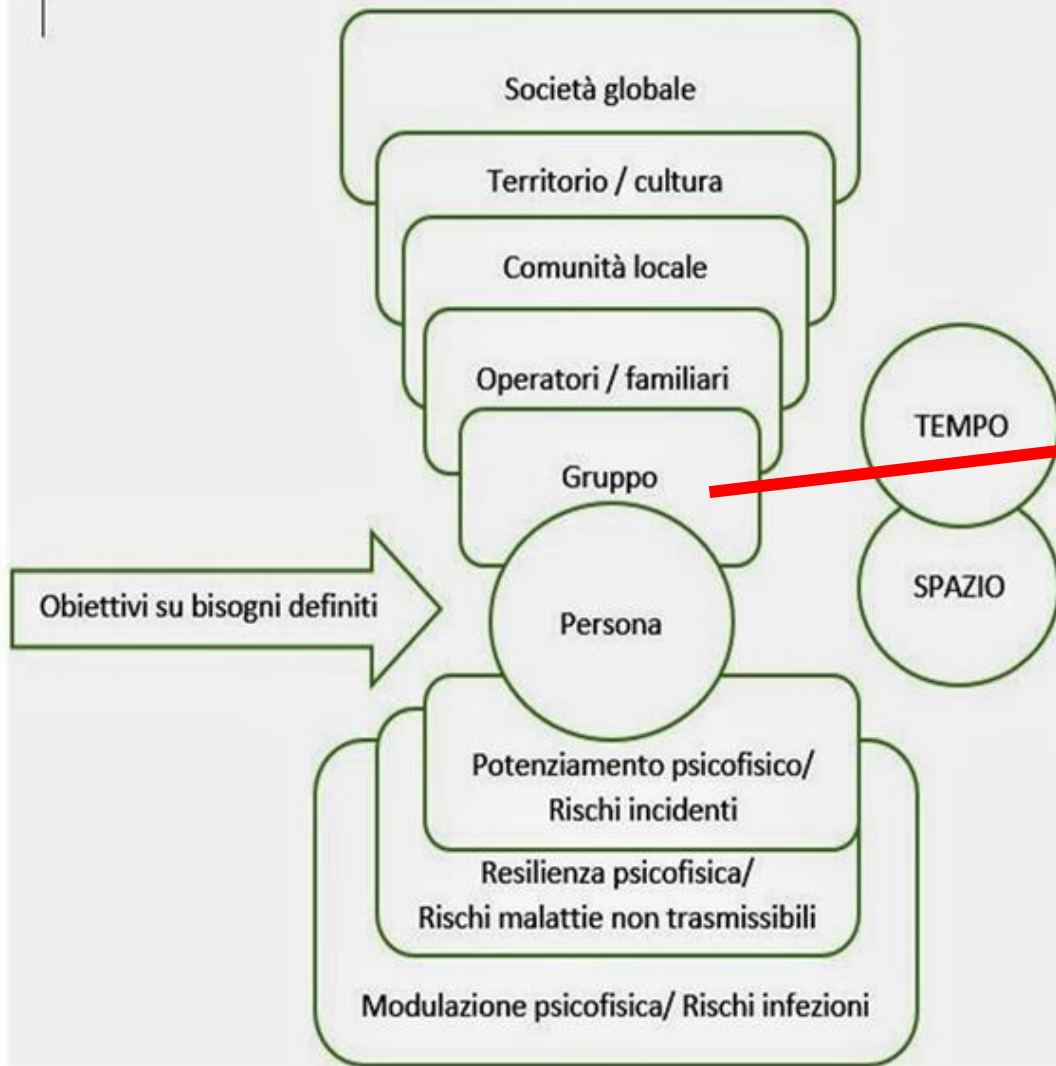 Società globale
Territorio / cultura
Comunità locale
Operatori / familiari
Gruppo
TEMPO
SPAZIO
Obiettivi su bisogni definiti
Persona
Potenziamento psicofisico/
Rischi incidenti
Resilienza psicofisica/
Rischi malattie non trasmissibili
Modulazione psicofisica/ Rischi infezioni